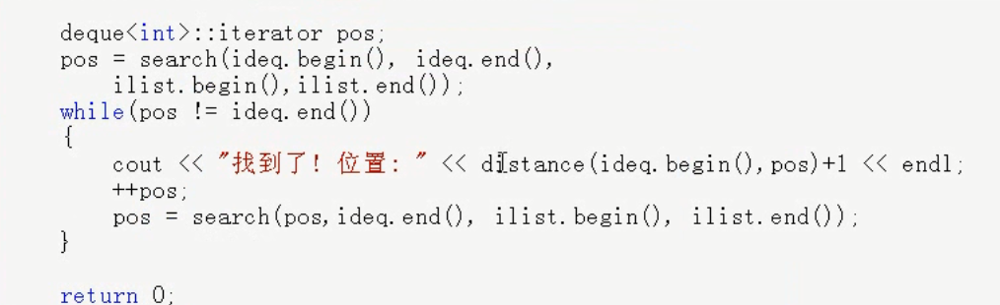 deque<int>::iterator pos;
pos = search(ideq.begin(), ideq.end(),
ilist.begin(),ilist.end());
while(pos != ideq.end())
{
cout << "找到了! 位置: " << distance(ideq.begin(),pos)+1 << endl;
++pos;
pos = search(pos,ideq.end(), ilist.begin(), ilist.end());
}
return 0;